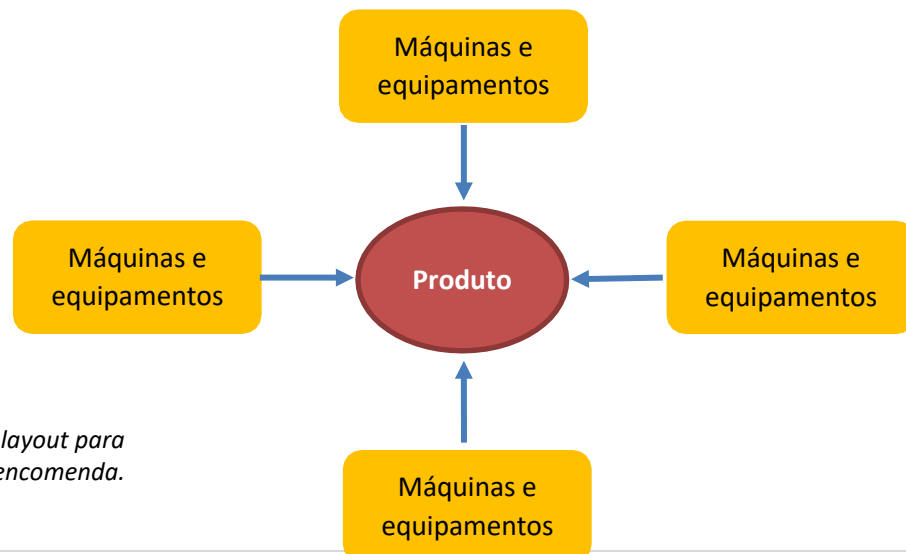 Máquinas e
equipamentos
Máquinas e
equipamentos
Produto
Máquinas e
equipamentos
layout para
encomenda.
Máquinas e
equipamentos